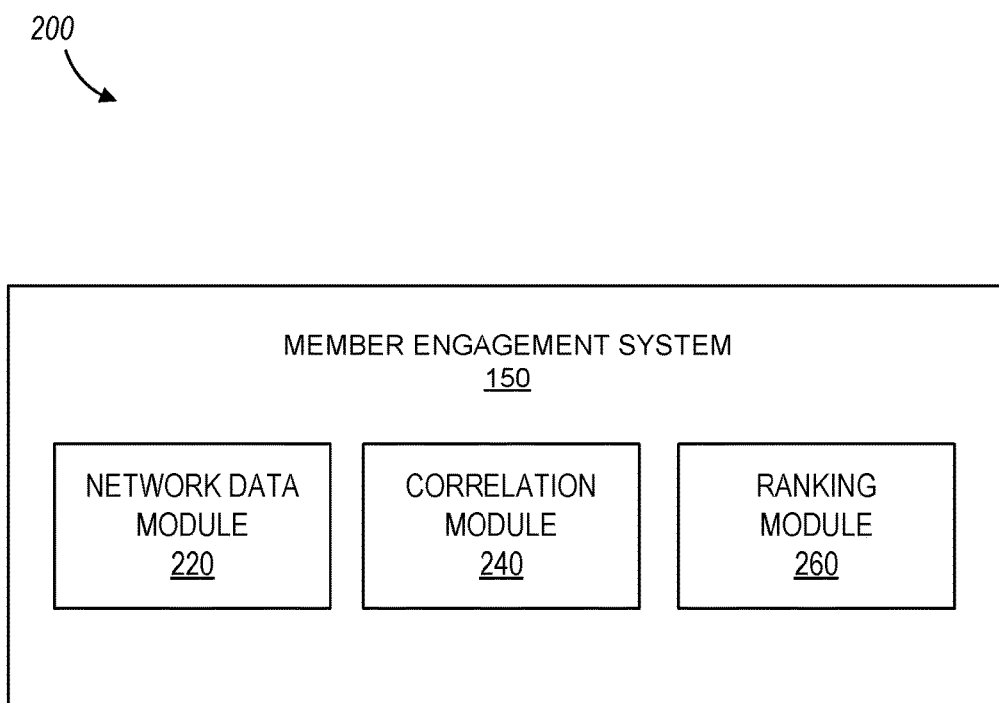 200
MEMBER ENGAGEMENT SYSTEM
150
NETWORK DATA
MODULE
220
CORRELATION
MODULE
240
RANKING
MODULE
260